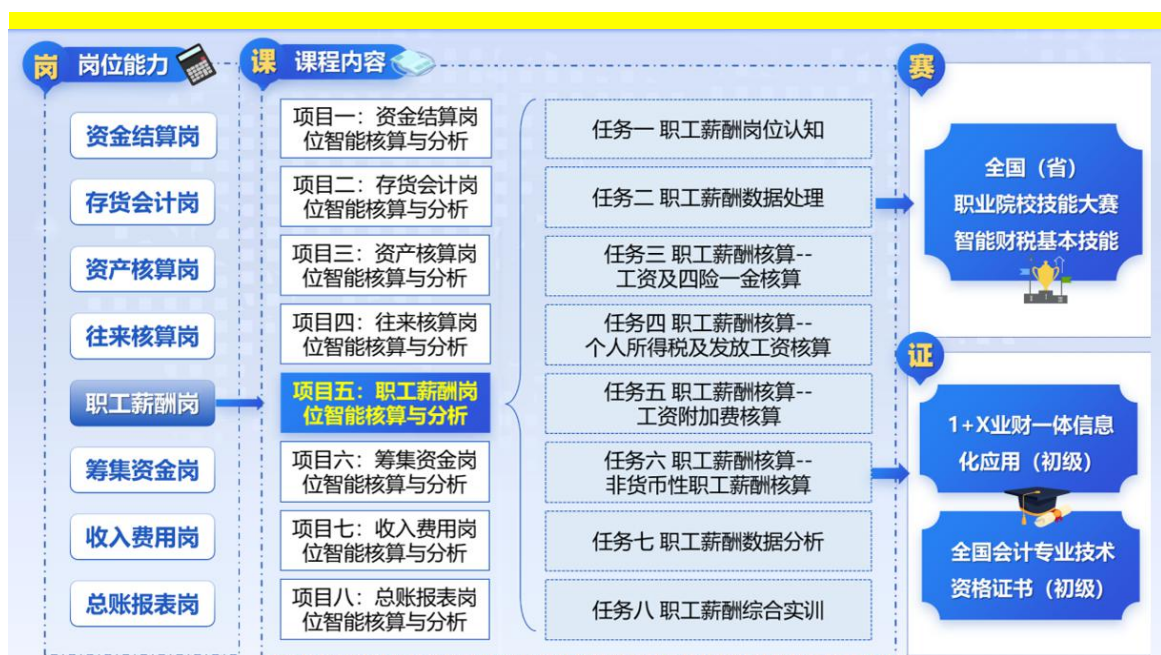 岗 岗位能力
资金结算岗
存货会计岗
资产核算岗
往来核算岗
职工薪酬岗
筹集资金岗
收入费用岗
总账报表岗
课 课程内容
项目一：资金结算岗
位智能核算与分析
项目二：存货会计岗
位智能核算与分析
项目三：资产核算岗
位智能核算与分析
项目四：往来核算岗
位智能核算与分析
项目五：职工薪酬岗
位智能核算与分析
项目六：筹集资金岗
位智能核算与分析
项目七：收入费用岗
位智能核算与分析
项目八：总账报表岗
位智能核算与分析
任务一 职工薪酬岗位认知
任务二 职工薪酬数据处理
任务三 职工薪酬核算--
工资及四险一金核算
任务四 职工薪酬核算--
个人所得税及发放工资核算
任务五 职工薪酬核算--
工资附加费核算
任务六 职工薪酬核算--
非货币性职工薪酬核算
任务七 职工薪酬数据分析
任务八 职工薪酬综合实训
赛
全国（省）
职业院校技能大赛
智能财税基本技能
证
1+X业财一体信息
化应用（初级）
全国会计专业技术
资格证书（初级）